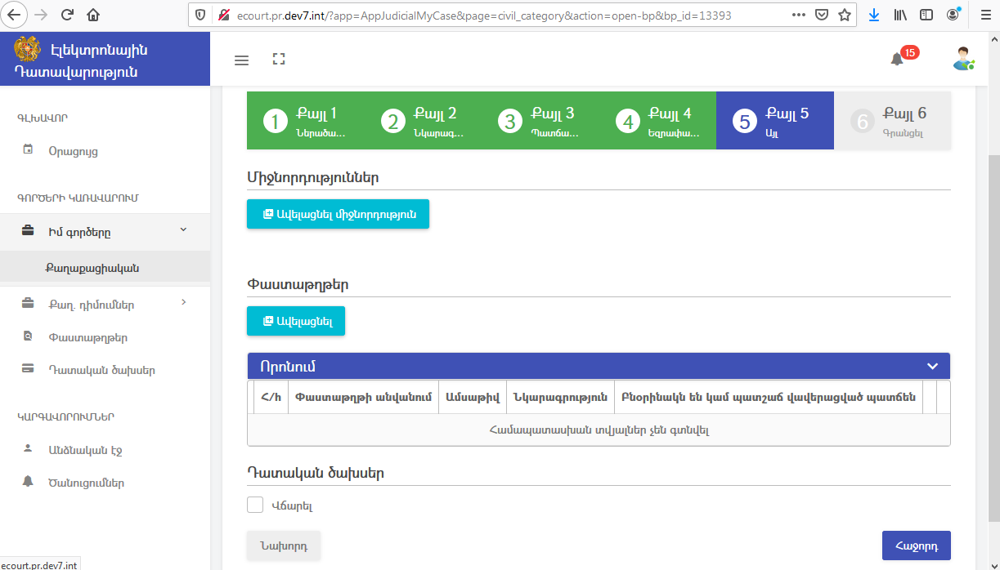 ecourt.pr.dev7.int/?app=AppJudicialMyCase&page=civil_category&action=open-bp&bp_id=13393
Էլեկտրոնային
Դատավարություն
15
ԳԼԽԱՎՈՐ
Օրացույց
ԳՈՐԾԵՐԻ ԿԱՌԱՎԱՐՈՒՄ
Իմ գործերը
Քաղաքացիական
Քաղ. դիմումներ
Փաստաթղթեր
Դատական ծախսեր
ԿԱՐԳԱՎՈՐՈՒՄՆԵՐ
Անձնական էջ
Ծանուցումներ
1 Քայլ 1
Ներածա...
2 Քայլ 2
Նկարագ...
3 Քայլ 3
Պատճա...
4 Քայլ 4
Եզրափա...
5 Քայլ 5
Այլ
6 Քայլ 6
Գրանցել
Միջնորդություններ
Ավելացնել միջնորդություն
Փաստաթղթեր
Ավելացնել
Որոնում
Հ/հ Փաստաթղթի անվանում Ամսաթիվ Նկարագրություն Բնօրինակն են կամ պատշաճ վավերացված պատճեն
Համապատասխան տվյալներ չեն գտնվել
Դատական ծախսեր
Վճարել
Նախորդ
Հաջորդ
ecourt.pr.dev7.int